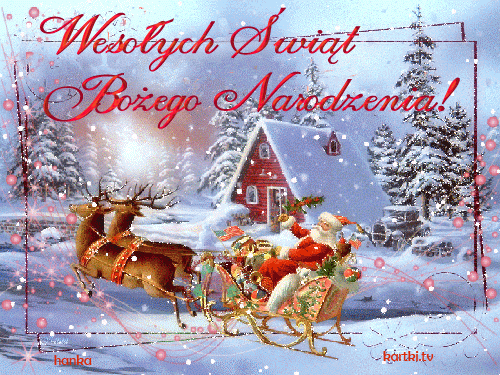 Wesołych Świąt
Bożego Narodzenia!
hanka
kartki.tv